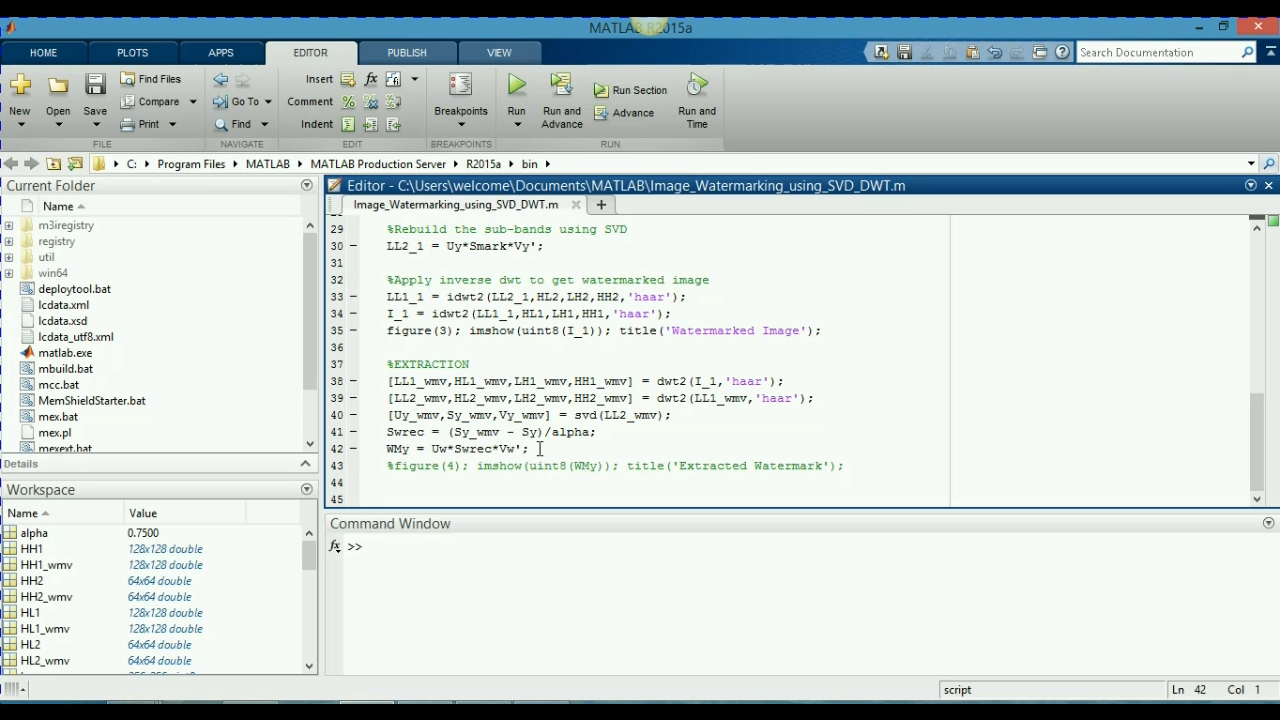 MATLAB R2015a
HOME PLOTS APPS EDITOR PUBLISH VIEW Search Documentation
New Open Save Find Files Compare Print Go To Find Insert Comment Indent fx Breakpoints Run Run and Advance Run Section Advance Run and Time
FILE NAVIGATE EDIT BREAKPOINTS RUN
C: Program Files MATLAB MATLAB Production Server R2015a bin
Current Folder
Name
m3iregistry
registry
util
win64
deploytool.bat
lcdata.xml
lcdata.xsd
lcdata_utf8.xml
matlab.exe
mbuild.bat
mcc.bat
MemShieldStarter.bat
mex.bat
mex.pl
mexext.bat
Details
Workspace
Name Value
alpha 0.7500
HH1 128x128 double
HH1_wmv 128x128 double
HH2 64x64 double
HH2_wmv 64x64 double
HL1 128x128 double
HL1_wmv 128x128 double
HL2 64x64 double
HL2_wmv 64x64 double
Editor - C:\Users\welcome\Documents\MATLAB\Image_Watermarking_using_SVD_DWT.m
Image_Watermarking_using_SVD_DWT.m
29 %Rebuild the sub-bands using SVD
30 - LL2_1 = Uy*Smark*Vy';
31
32 %Apply inverse dwt to get watermarked image
33 - LL1_1 = idwt2(LL2_1,HL2,LH2,HH2,'haar');
34 - I_1 = idwt2(LL1_1,HL1,LH1,HH1,'haar');
35 - figure(3); imshow(uint8(I_1)); title('Watermarked Image');
36
37 %EXTRACTION
38 - [LL1_wmv,HL1_wmv,LH1_wmv,HH1_wmv] = dwt2(I_1,'haar');
39 - [LL2_wmv,HL2_wmv,LH2_wmv,HH2_wmv] = dwt2(LL1_wmv,'haar');
40 - [Uy_wmv,Sy_wmv,Vy_wmv] = svd(LL2_wmv);
41 - Swrec = (Sy_wmv - Sy)/alpha;
42 - WMy = Uw*Swrec*Vw';
43 %figure(4); imshow(uint8(WMy)); title('Extracted Watermark');
44
45
Command Window
fx >>
script Ln 42 Col 1